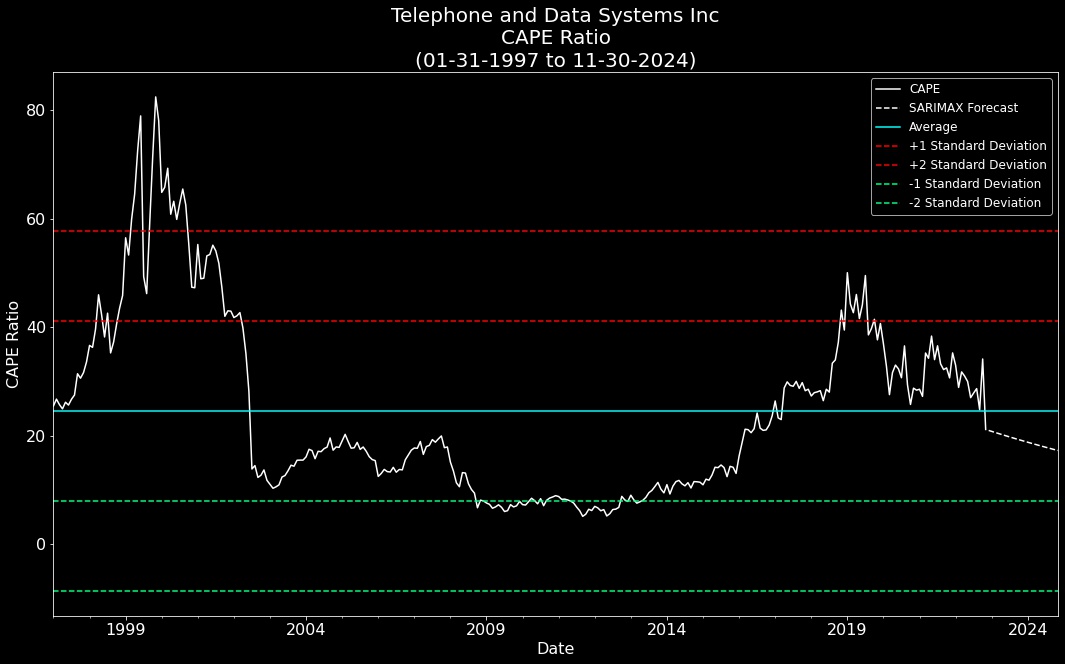 Telephone and Data Systems Inc
CAPE Ratio
(01-31-1997 to 11-30-2024)
CAPE
SARIMAX Forecast
Average
+1 Standard Deviation
+2 Standard Deviation
-1 Standard Deviation
-2 Standard Deviation
CAPE Ratio
80
60
40
20
0
1999 2004 2009 2014 2019 2024
Date